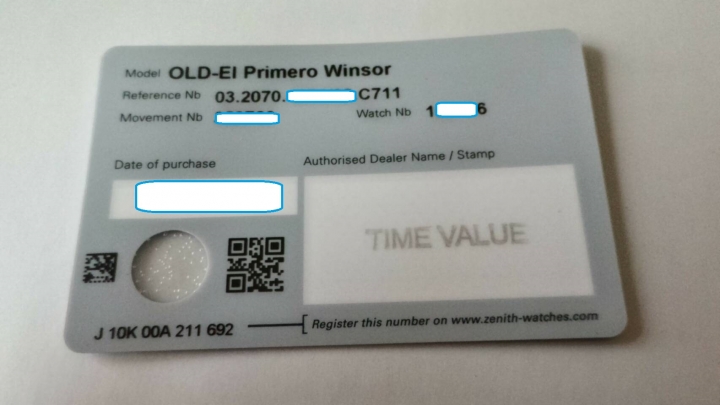 Model OLD-El Primero Winsor
Reference Nb 03.2070. C711
Movement Nb Watch Nb 1 6
Date of purchase
Authorised Dealer Name / Stamp
TIME VALUE
J 10K 00A 211 692
Register this number on www.zenith-watches.com